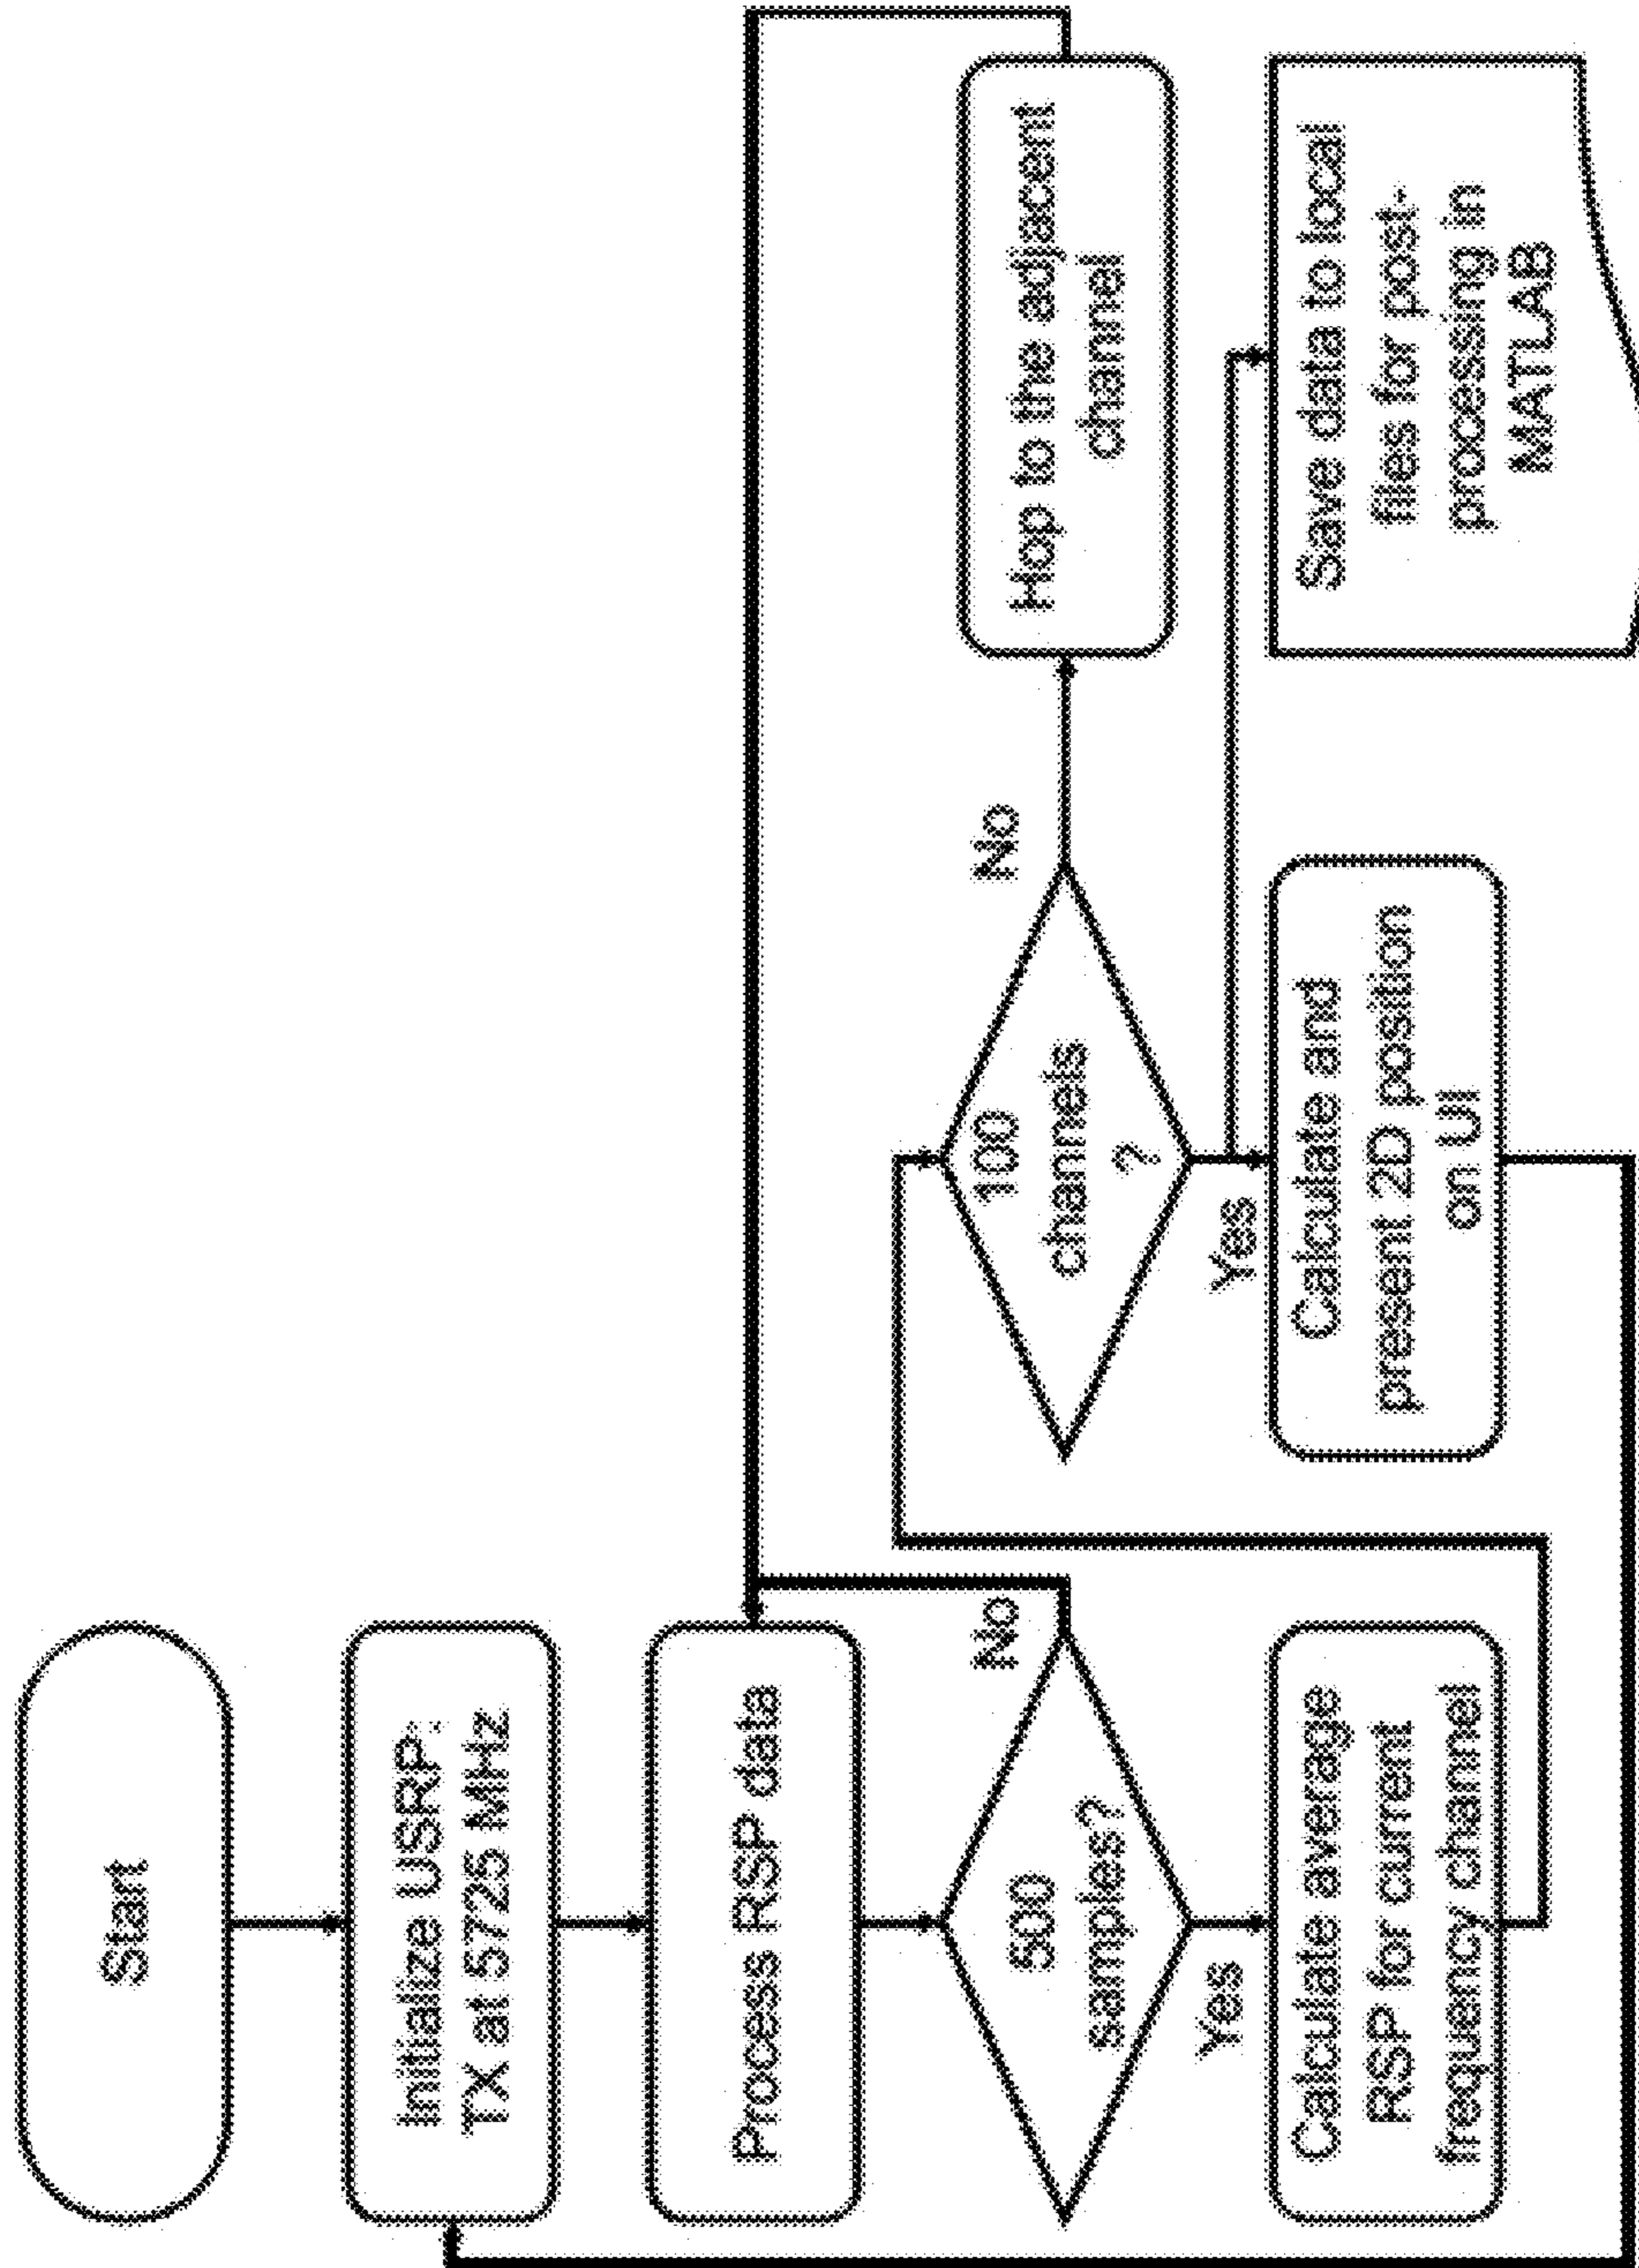 Start
Initialize USRP:
TX at 5725 MHz
Process RSP data
500
samples?
No
Yes
Calculate average
RSP for current
frequency channel
100
channels
?
No
Yes
Hop to the adjacent
channel
Calculate and
present 2D position
on UI
Save data to local
files for post-
processing in
MATLAB